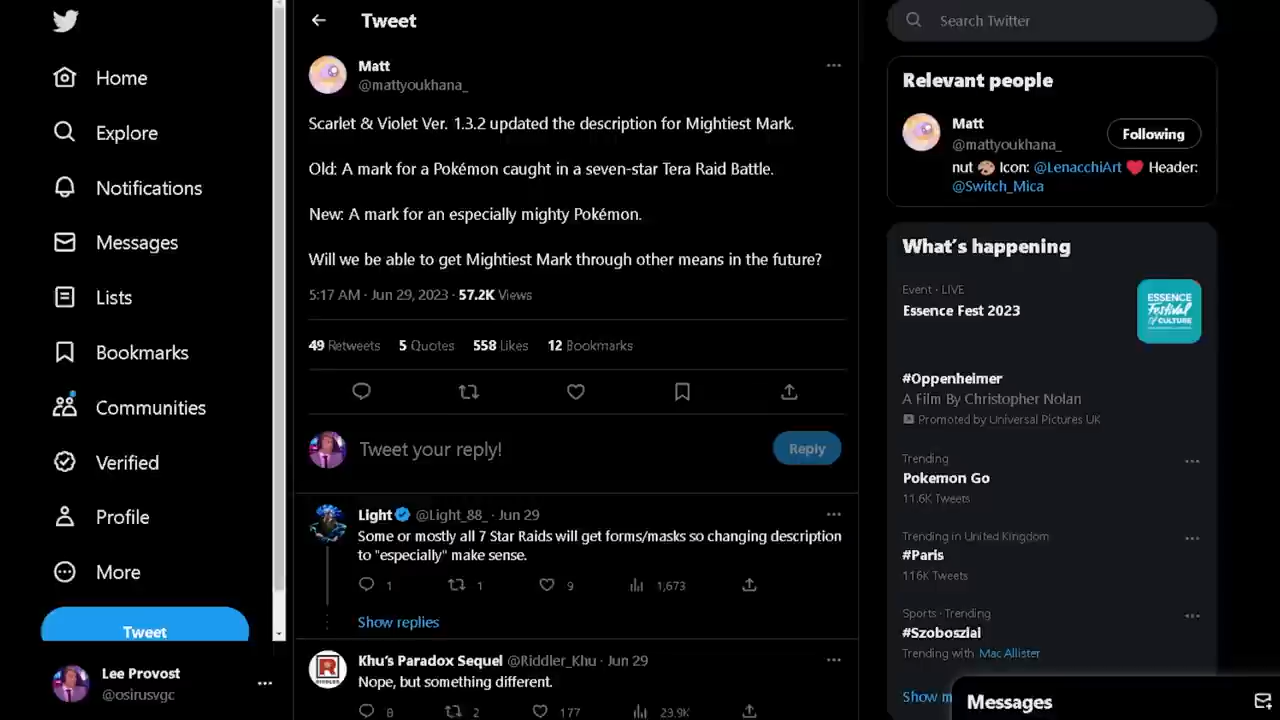 Home
Explore
Notifications
Messages
Lists
Bookmarks
Communities
Verified
Profile
More
Tweet
Lee Provost
@osirusvgc
Tweet
Matt
@mattyoukhana_
Scarlet & Violet Ver. 1.3.2 updated the description for Mightiest Mark.
Old: A mark for a Pokémon caught in a seven-star Tera Raid Battle.
New: A mark for an especially mighty Pokémon.
Will we be able to get Mightiest Mark through other means in the future?
5:17 AM · Jun 29, 2023 · 57.2K Views
49 Retweets 5 Quotes 558 Likes 12 Bookmarks
Tweet your reply!
Reply
Light @Light_88_ · Jun 29
Some or mostly all 7 Star Raids will get forms/masks so changing description
to "especially" make sense.
1 1 9 1,673
Show replies
Khu's Paradox Sequel @Riddler_Khu · Jun 29
Nope, but something different.
8 2 177 23.9K
Search Twitter
Relevant people
Matt
@mattyoukhana_
Following
nut 🎨 Icon: @LenacchiArt ❤️ Header:
@Switch_Mica
What's happening
Event · LIVE
Essence Fest 2023
ESSENCE
Festival
of CULTURE
#Oppenheimer
A Film By Christopher Nolan
Promoted by Universal Pictures UK
Trending
Pokemon Go
11.6K Tweets
Trending in United Kingdom
#Paris
116K Tweets
Sports · Trending
#Szoboszlai
Trending with Mac Allister
Show m
Messages